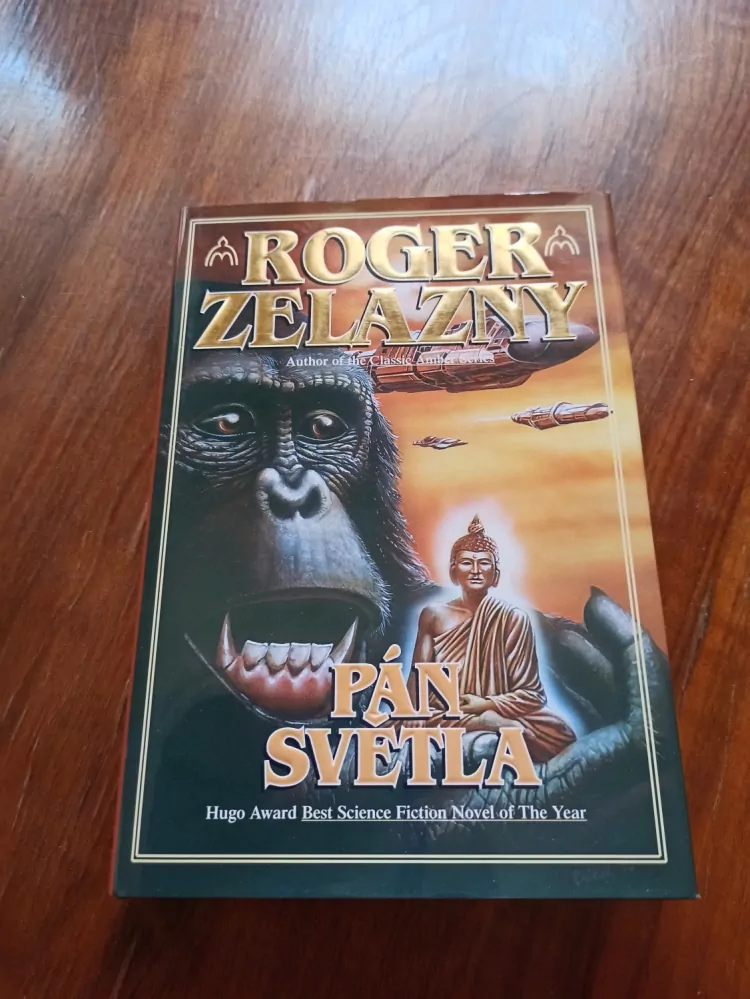 ROGER
ZELAZNY
Author of the Classic Amber Series
PÁN
SVĚTLA
Hugo Award Best Science Fiction Novel of The Year